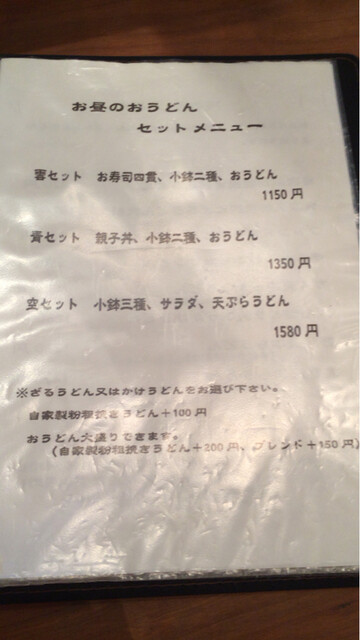 お昼のおうどん
セットメニュー
雲セット お寿司四貫、小鉢二種、おうどん
1150円
青セット 親子丼、小鉢二種、おうどん
1350円
空セット 小鉢三種、サラダ、天ぷらうどん
1580円
※ざるうどん又はかけうどんをお選び下さい。
自家製粉粗挽きうどん+100円
おうどん大盛りできます。
(自家製粉粗挽きうどん+200円、ブレンド+150円)